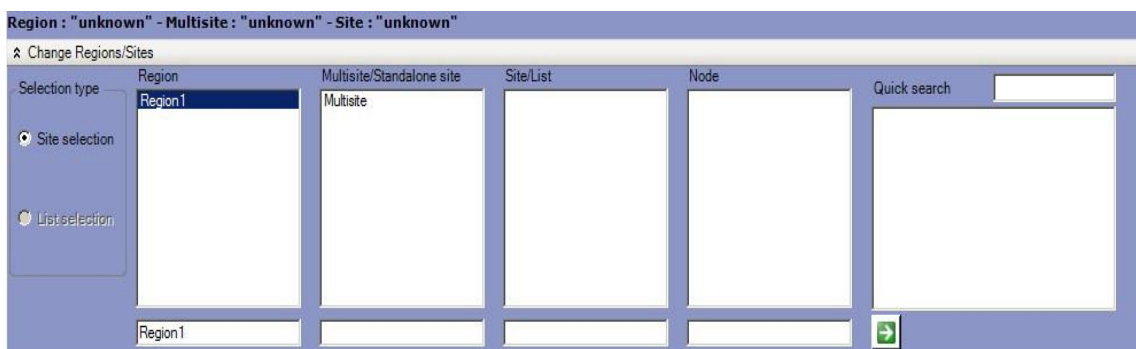 Region : "unknown" - Multisite : "unknown" - Site : "unknown"
Change Regions/Sites
Selection type
Site selection
List selection
Region
Region1
Region1
Multisite/Standalone site
Multisite
Site/List
Node
Quick search